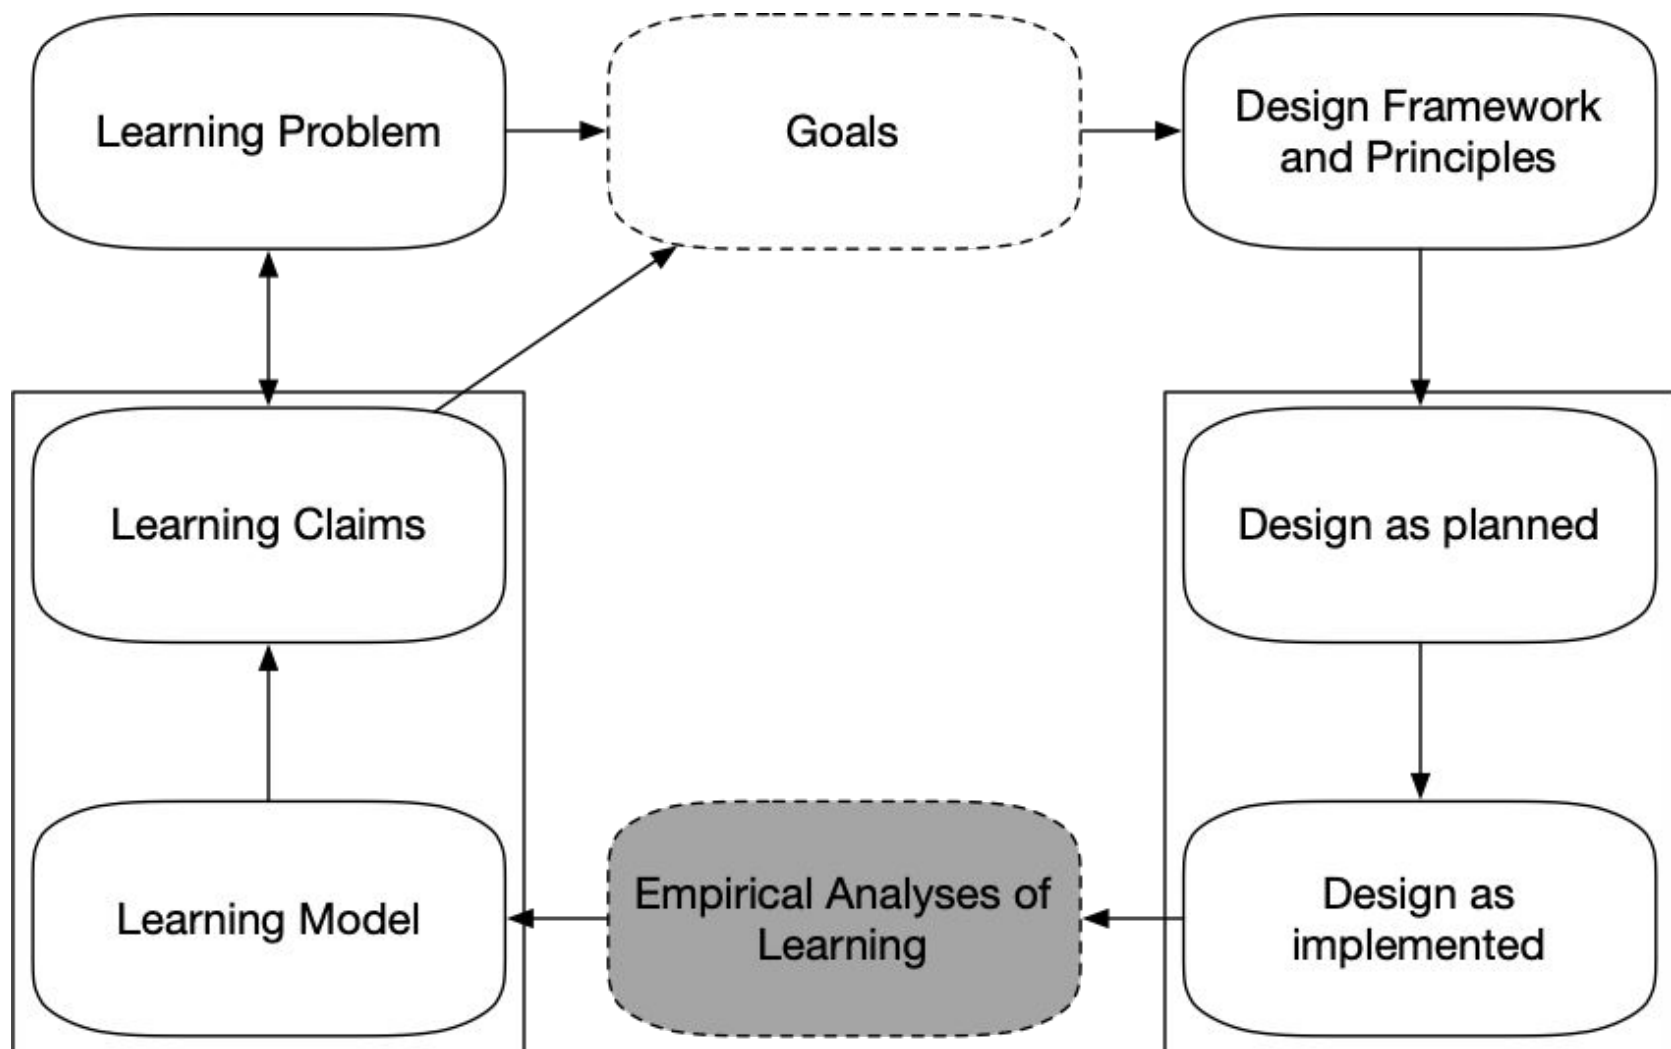 Learning Problem
Goals
Design Framework
and Principles
Learning Claims
Design as planned
Learning Model
Empirical Analyses of
Learning
Design as
implemented